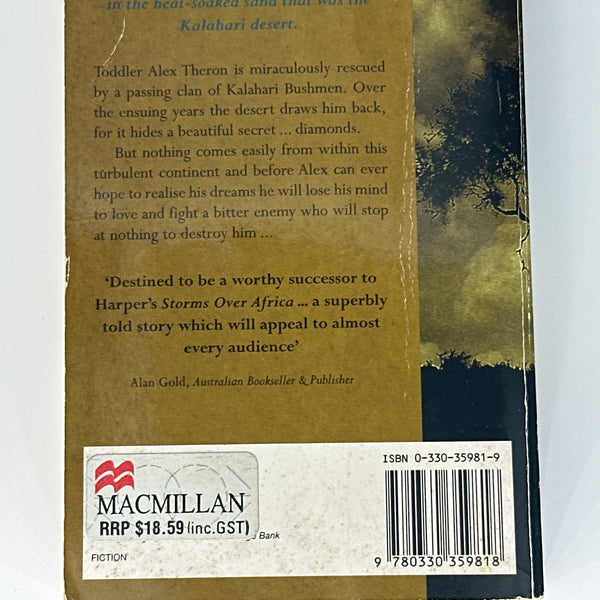 in the heat-soaked sand that was the
Kalahari desert.
Toddler Alex Theron is miraculously rescued
by a passing clan of Kalahari Bushmen. Over
the ensuing years the desert draws him back,
for it hides a beautiful secret ... diamonds.
But nothing comes easily from within this
turbulent continent and before Alex can ever
hope to realise his dreams he will lose his mind
to love and fight a bitter enemy who will stop
at nothing to destroy him ...
‘Destined to be a worthy successor to
Harper’s Storms Over Africa ... a superbly
told story which will appeal to almost
every audience’
Alan Gold, Australian Bookseller & Publisher
ISBN 0-330-35981-9
MACMILLAN
RRP $18.59 (inc.GST)
Bank
FICTION
9 780330 359818